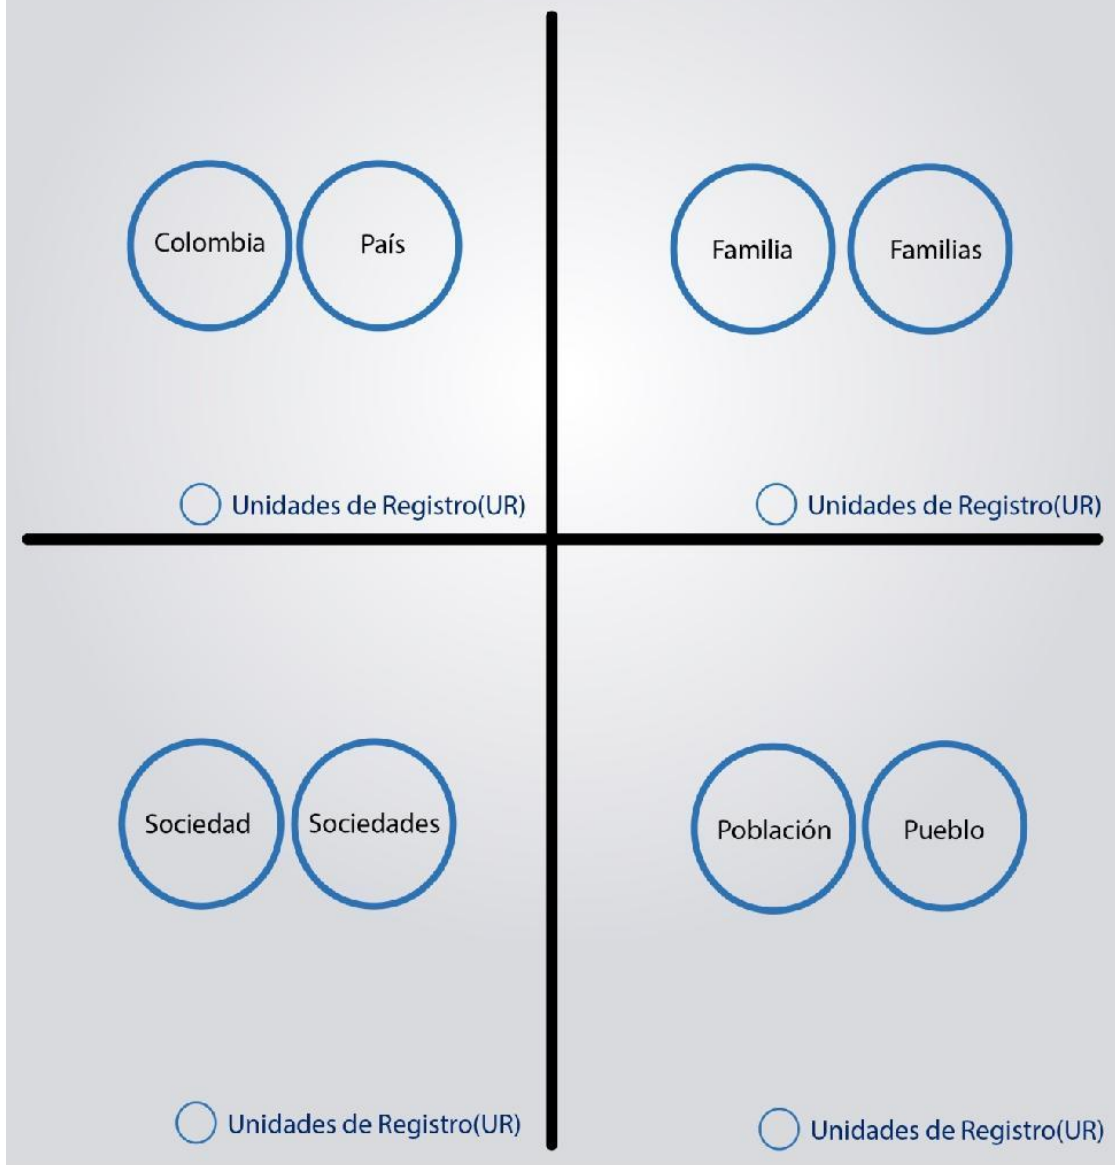 Colombia País
Familia Familias
Unidades de Registro(UR)
Unidades de Registro(UR)
Sociedad Sociedades
Población Pueblo
Unidades de Registro(UR)
Unidades de Registro(UR)